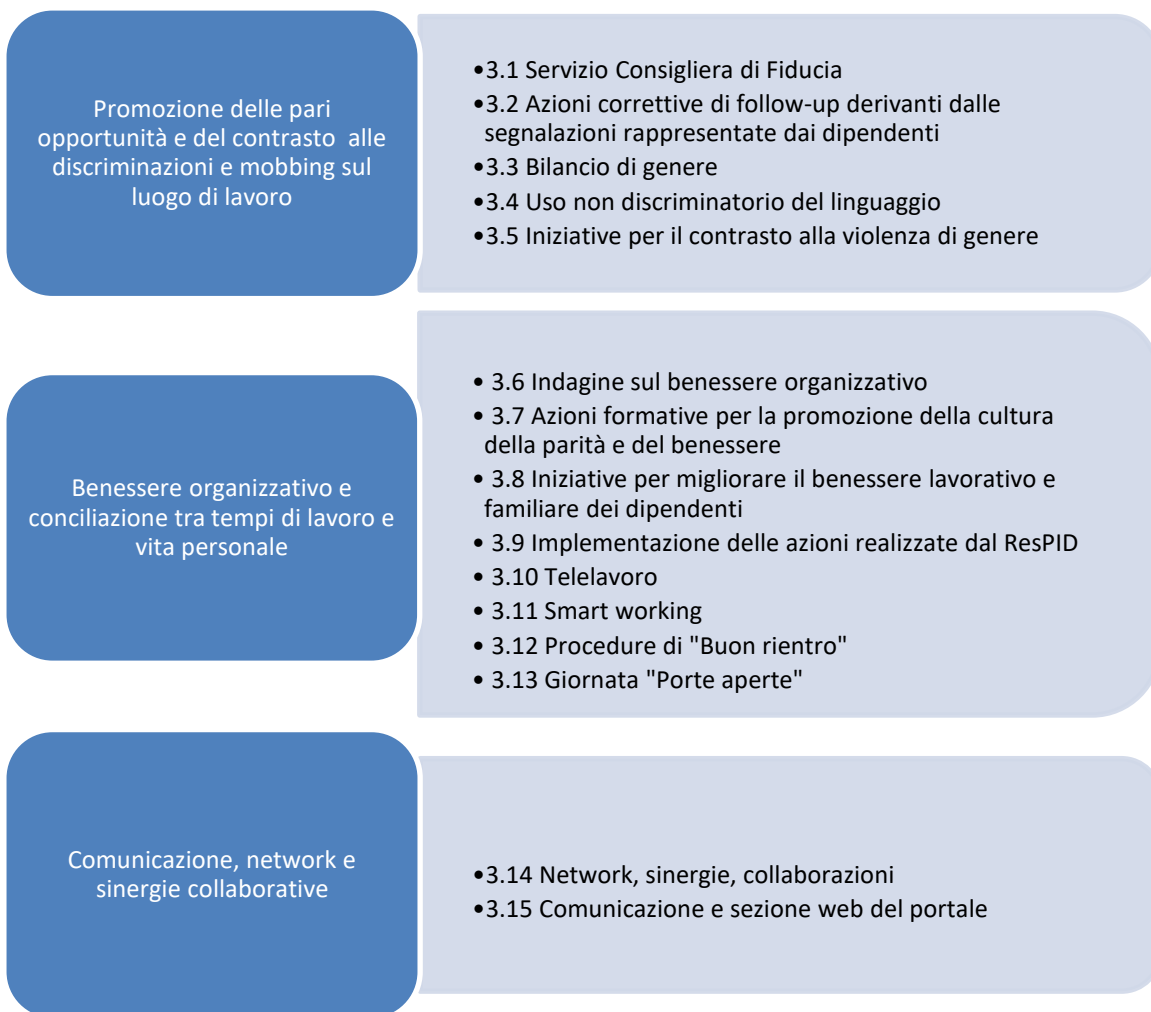 Promozione delle pari
opportunità e del contrasto alle
discriminazioni e mobbing sul
luogo di lavoro
•3.1 Servizio Consigliera di Fiducia
•3.2 Azioni correttive di follow-up derivanti dalle
segnalazioni rappresentate dai dipendenti
•3.3 Bilancio di genere
•3.4 Uso non discriminatorio del linguaggio
•3.5 Iniziative per il contrasto alla violenza di genere
Benessere organizzativo e
conciliazione tra tempi di lavoro e
vita personale
• 3.6 Indagine sul benessere organizzativo
• 3.7 Azioni formative per la promozione della cultura
della parità e del benessere
• 3.8 Iniziative per migliorare il benessere lavorativo e
familiare dei dipendenti
• 3.9 Implementazione delle azioni realizzate dal ResPID
• 3.10 Telelavoro
• 3.11 Smart working
• 3.12 Procedure di "Buon rientro"
• 3.13 Giornata "Porte aperte"
Comunicazione, network e
sinergie collaborative
•3.14 Network, sinergie, collaborazioni
•3.15 Comunicazione e sezione web del portale